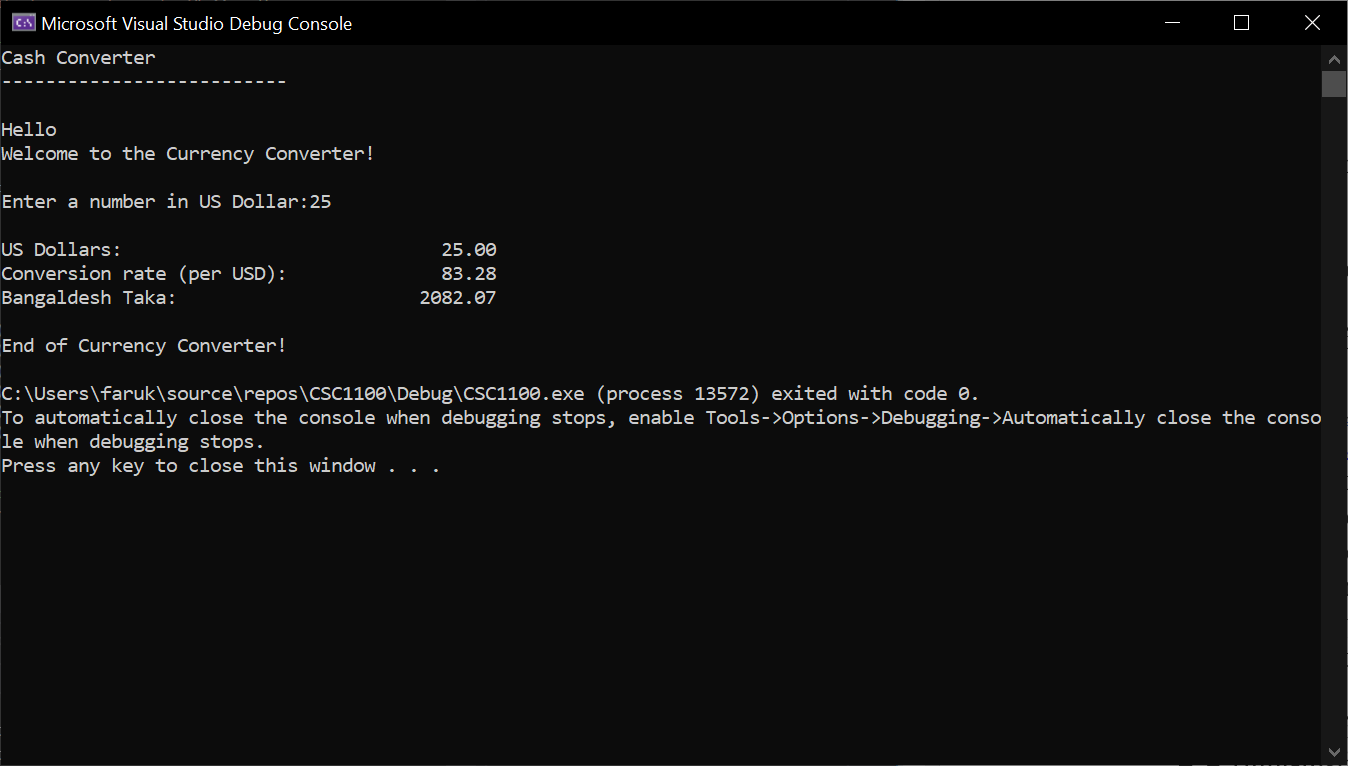 Microsoft Visual Studio Debug Console
Cash Converter
--------------------------
Hello
Welcome to the Currency Converter!
Enter a number in US Dollar:25
US Dollars: 25.00
Conversion rate (per USD): 83.28
Bangaldesh Taka: 2082.07
End of Currency Converter!
C:\Users\faruk\source\repos\CSC1100\Debug\CSC1100.exe (process 13572) exited with code 0.
To automatically close the console when debugging stops, enable Tools->Options->Debugging->Automatically close the conso
le when debugging stops.
Press any key to close this window . . .